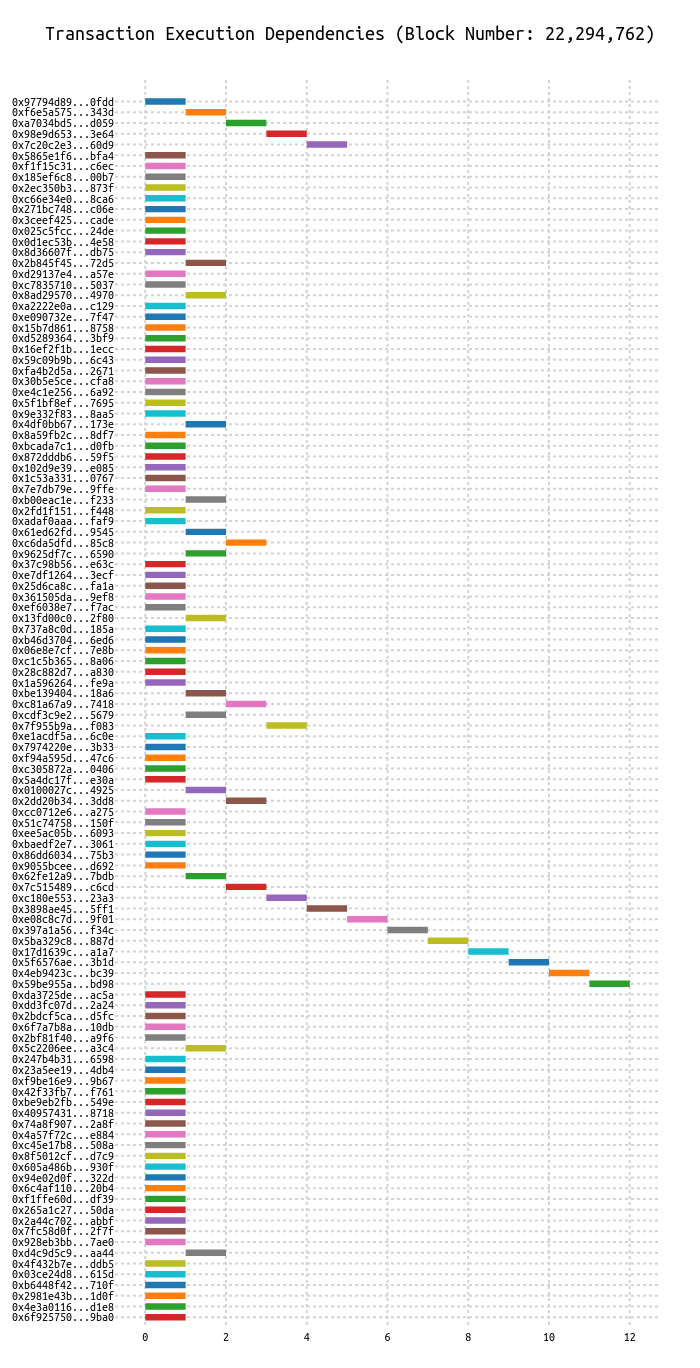 Transaction Execution Dependencies (Block Number: 22,294,762)
0x97794d89...0fdd
0xf6e5a575...343d
0xa7034bd5...d059
0x98e9d653...3e64
0x7c20c2e3...60d9
0x5865e1f6...bfa4
0xf1f15c31...c6ec
0x185ef6c8...00b7
0x2ec350b3...873f
0xc66e34e0...8ca6
0x271bc748...c06e
0x3ceef425...cade
0x025c5fcc...24de
0x0d1ec53b...4e58
0x8d36607f...db75
0x2b845f45...72d5
0xd29137e4...a57e
0xc7835710...5037
0x8ad29570...4970
0xa2222e0a...c129
0xe090732e...7f47
0x15b7d861...8758
0xd5289364...3bf9
0x16ef2f1b...1ecc
0x59c09b9b...6c43
0xfa4b2d5a...2671
0x30b5e5ce...cfa8
0xe4c1e256...6a92
0x5f1bf8ef...7695
0x9e332f83...8aa5
0x4df0bb67...173e
0x8a59fb2c...8df7
0xbcada7c1...d0fb
0x872dddb6...59f5
0x102d9e39...e085
0x1c53a331...0767
0x7e7db79e...9ffe
0xb00eac1e...f233
0x2fd1f151...f448
0xadaf0aaa...faf9
0x61ed62fd...9545
0xc6da5dfd...85c8
0x9625df7c...6590
0x37c98b56...e63c
0xe7df1264...3ecf
0x25d6ca8c...fa1a
0x361505da...9ef8
0xef6038e7...f7ac
0x13fd00c0...2f80
0x737a8c0d...185a
0xb46d3704...6ed6
0x06e8e7cf...7e8b
0xc1c5b365...8a06
0x28c882d7...a830
0x1a596264...fe9a
0xbe139404...18a6
0xc81a67a9...7418
0xcdf3c9e2...5679
0x7f955b9a...f083
0xe1acdf5a...6c0e
0x7974220e...3b33
0xf94a595d...47c6
0xc305872a...0406
0x5a4dc17f...e30a
0x0100027c...4925
0x2dd20b34...3dd8
0xcc0712e6...a275
0x51c74758...150f
0xee5ac05b...6093
0xbaedf2e7...3061
0x86dd6034...75b3
0x9055bcee...d692
0x62fe12a9...7bdb
0x7c515489...c6cd
0xc180e553...23a3
0x3898ae45...5ff1
0xe08c8c7d...9f01
0x397a1a56...f34c
0x5ba329c8...887d
0x17d1639c...a1a7
0x5f6576ae...3b1d
0x4eb9423c...bc39
0x59be955a...bd98
0xda3725de...ac5a
0xdd3fc07d...2a24
0x2bdcf5ca...d5fc
0x6f7a7b8a...10db
0x2bf81f40...a9f6
0x5c2206ee...a3c4
0x247b4b31...6598
0x23a5ee19...4db4
0xf9be16e9...9b67
0x42f33fb7...f761
0xbe9eb2fb...549e
0x40957431...8718
0x74a8f907...2a8f
0x4a57f72c...e884
0xc45e17b8...508a
0x8f5012cf...d7c9
0x605a486b...930f
0x94e02d0f...322d
0x6c4af110...20b4
0xf1ffe60d...df39
0x265a1c27...50da
0x2a44c702...abbf
0x7fc58d0f...2f7f
0x928eb3bb...7ae0
0xd4c9d5c9...aa44
0x4f432b7e...ddb5
0x03ce24d8...615d
0xb6448f42...710f
0x2981e43b...1d0f
0x4e3a0116...d1e8
0x6f925750...9ba0
0 2 4 6 8 10 12